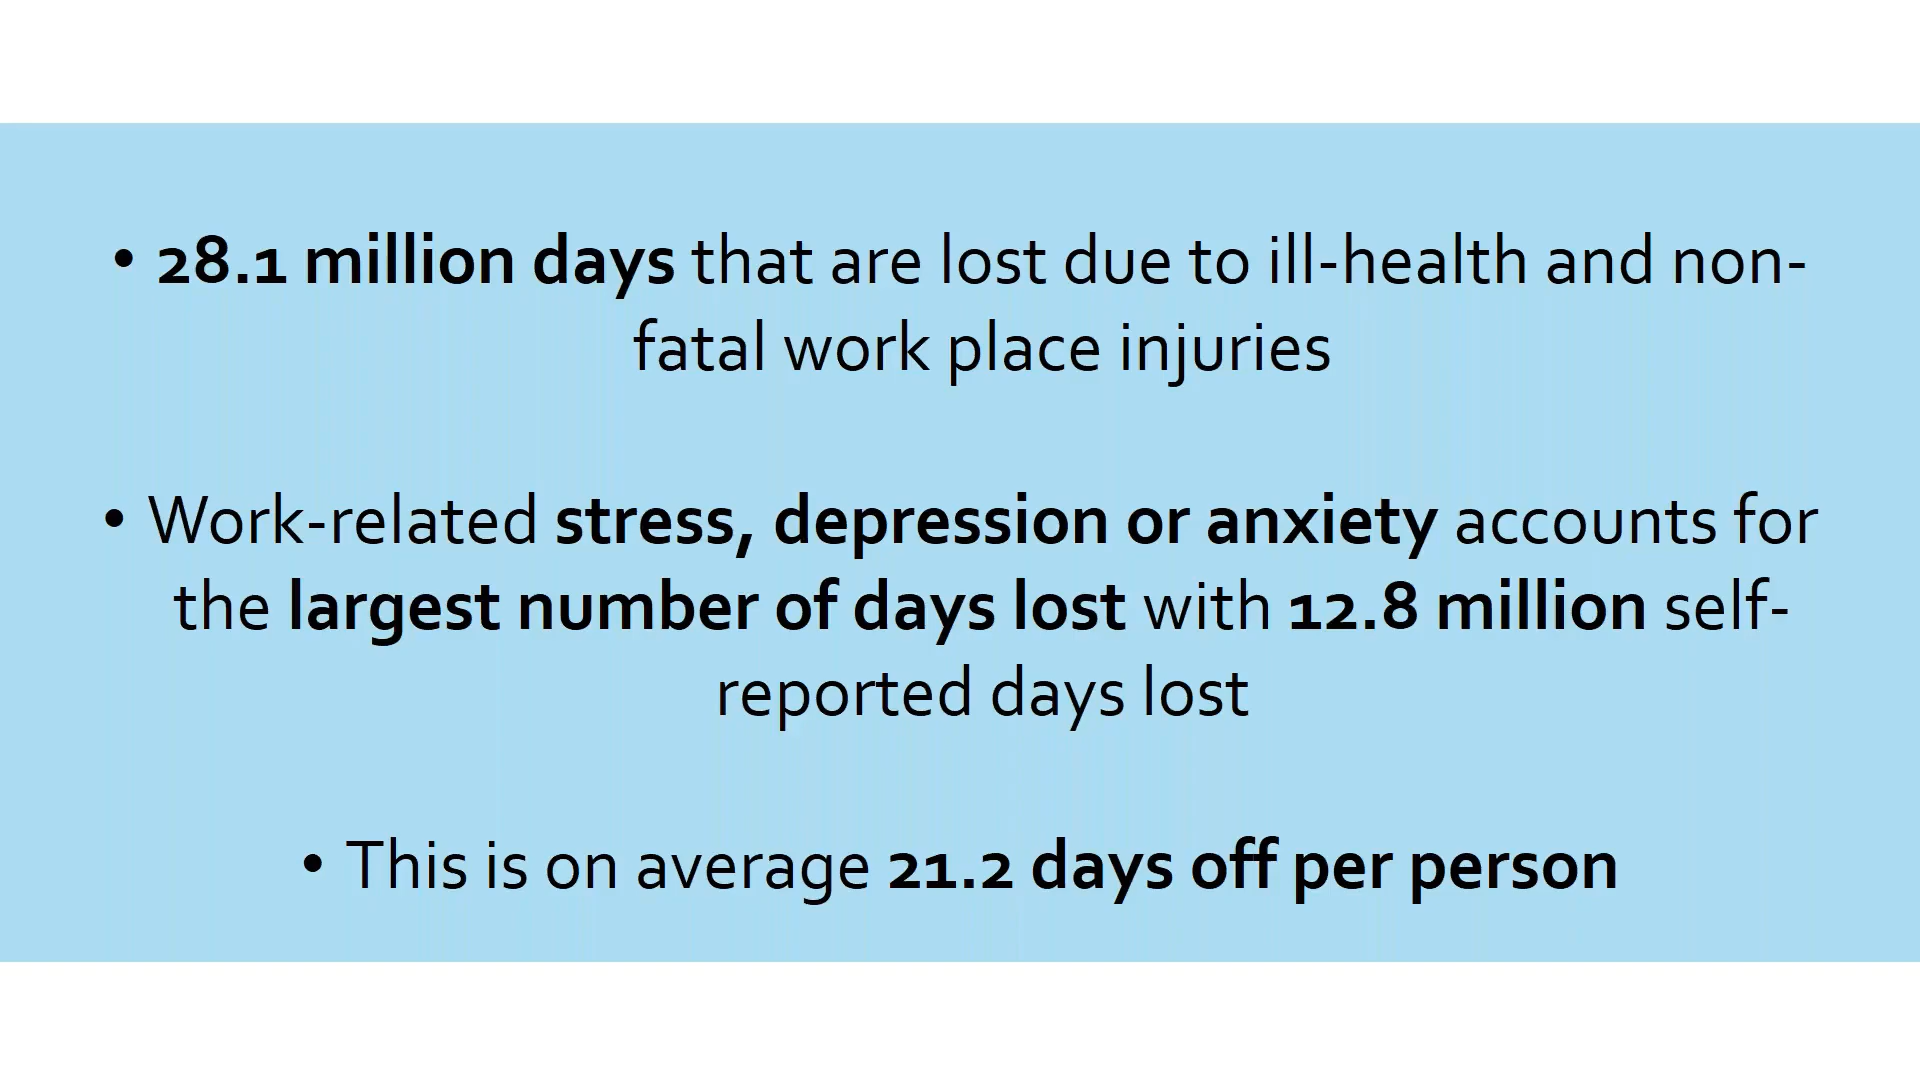 • 28.1 million days that are lost due to ill-health and non-
fatal work place injuries
• Work-related stress, depression or anxiety accounts for
the largest number of days lost with 12.8 million self-
reported days lost
• This is on average 21.2 days off per person